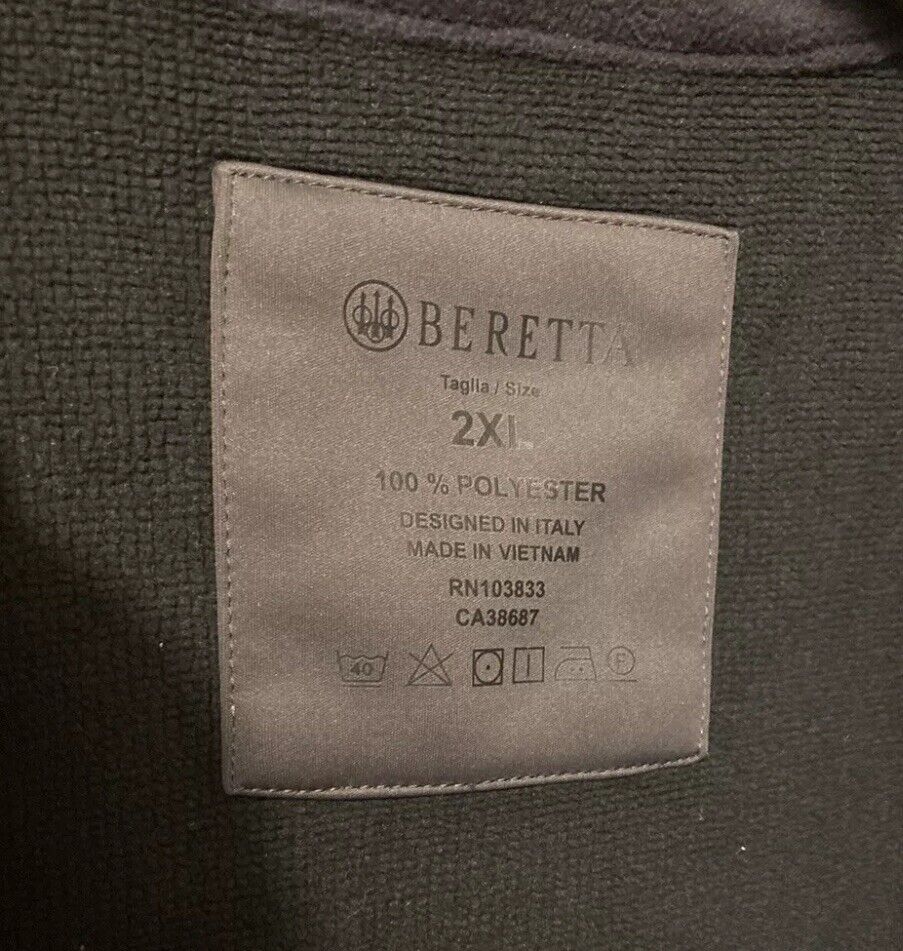 BERETTA
Taglia / Size
2XL
100 % POLYESTER
DESIGNED IN ITALY
MADE IN VIETNAM
RN103833
CA38687
40 F